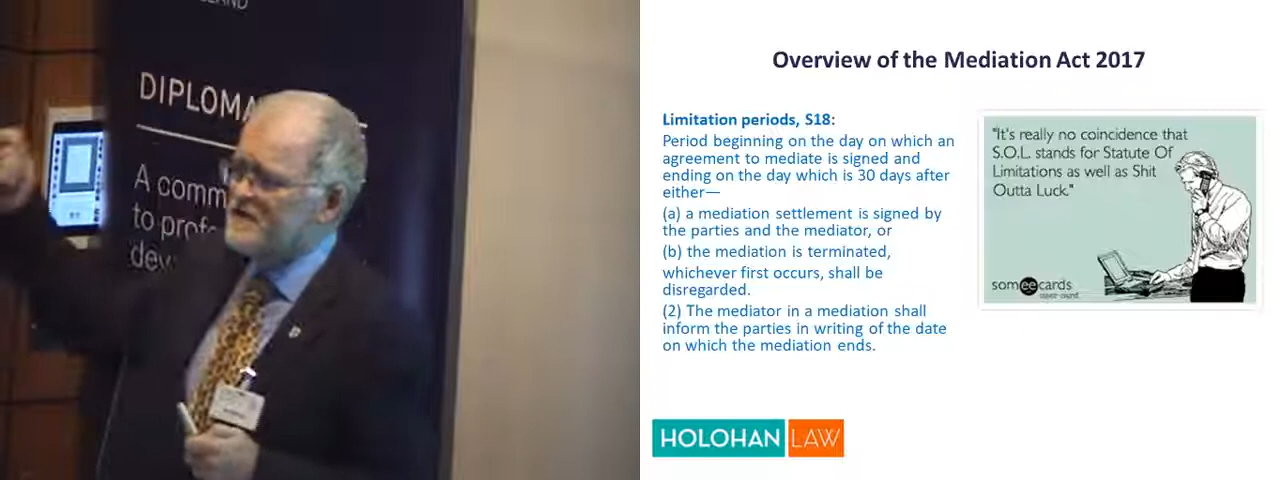 DIPLOMA
A comm
to profe
dev
Overview of the Mediation Act 2017
Limitation periods, S18:
Period beginning on the day on which an
agreement to mediate is signed and
ending on the day which is 30 days after
either—
(a) a mediation settlement is signed by
the parties and the mediator, or
(b) the mediation is terminated,
whichever first occurs, shall be
disregarded.
(2) The mediator in a mediation shall
inform the parties in writing of the date
on which the mediation ends.
"It's really no coincidence that
S.O.L. stands for Statute Of
Limitations as well as Shit
Outta Luck."
someecards
user card
HOLOHAN LAW